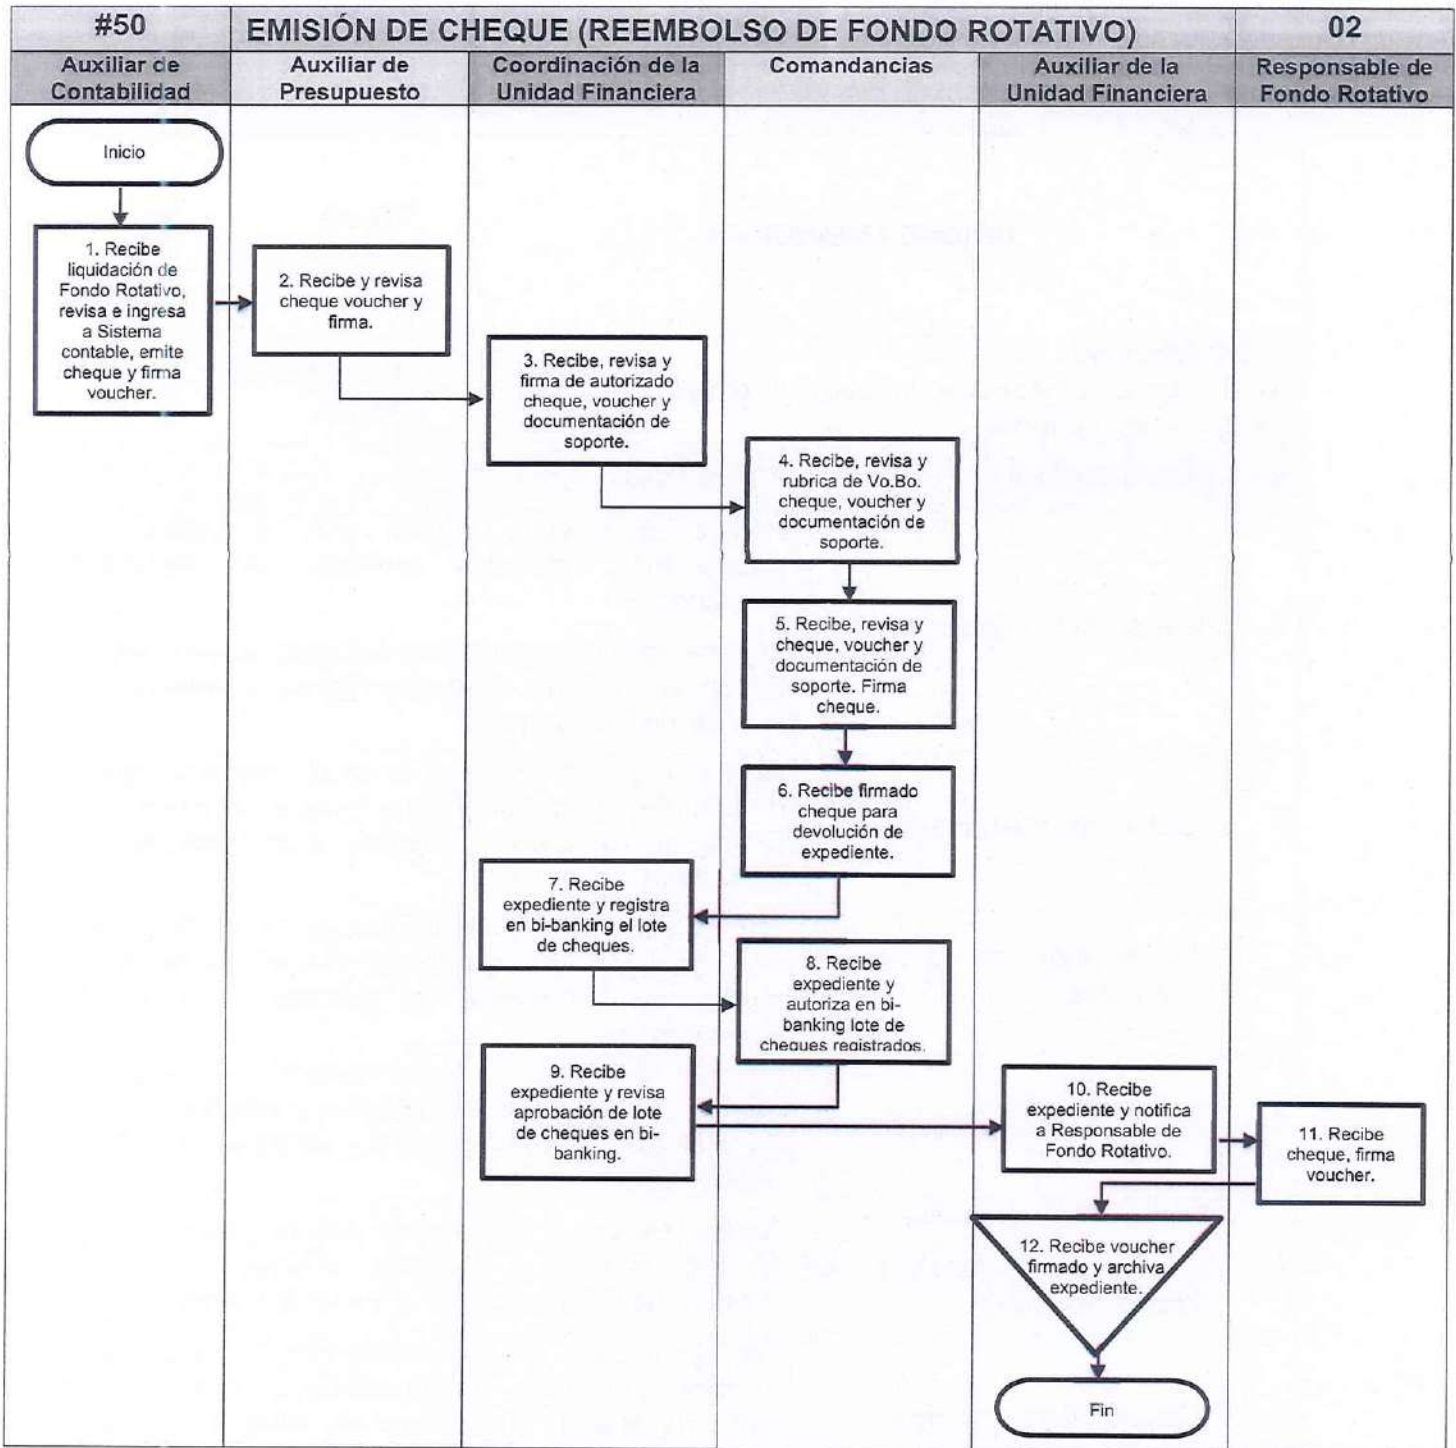 #50
EMISIÓN DE CHEQUE (REEMBOLSO DE FONDO ROTATIVO)
02
Auxiliar de
Contabilidad
Auxiliar de
Presupuesto
Coordinación de la
Unidad Financiera
Comandancias
Auxiliar de la
Unidad Financiera
Responsable de
Fondo Rotativo
Inicio
1. Recibe
liquidación de
Fondo Rotativo,
revisa e ingresa
a Sistema
contable, emite
cheque y firma
voucher.
2. Recibe y revisa
cheque voucher y
firma.
3. Recibe, revisa y
firma de autorizado
cheque, voucher y
documentación de
soporte.
4. Recibe, revisa y
rubrica de Vo.Bo.
cheque, voucher y
documentación de
soporte.
5. Recibe, revisa y
cheque, voucher y
documentación de
soporte. Firma
cheque.
6. Recibe firmado
cheque para
devolución de
expediente.
7. Recibe
expediente y registra
en bi-banking el lote
de cheques.
8. Recibe
expediente y
autoriza en bi-
banking lote de
cheques registrados.
9. Recibe
expediente y revisa
aprobación de lote
de cheques en bi-
banking.
10. Recibe
expediente y notifica
a Responsable de
Fondo Rotativo.
11. Recibe
cheque, firma
voucher.
12. Recibe voucher
firmado y archiva
expediente.
Fin